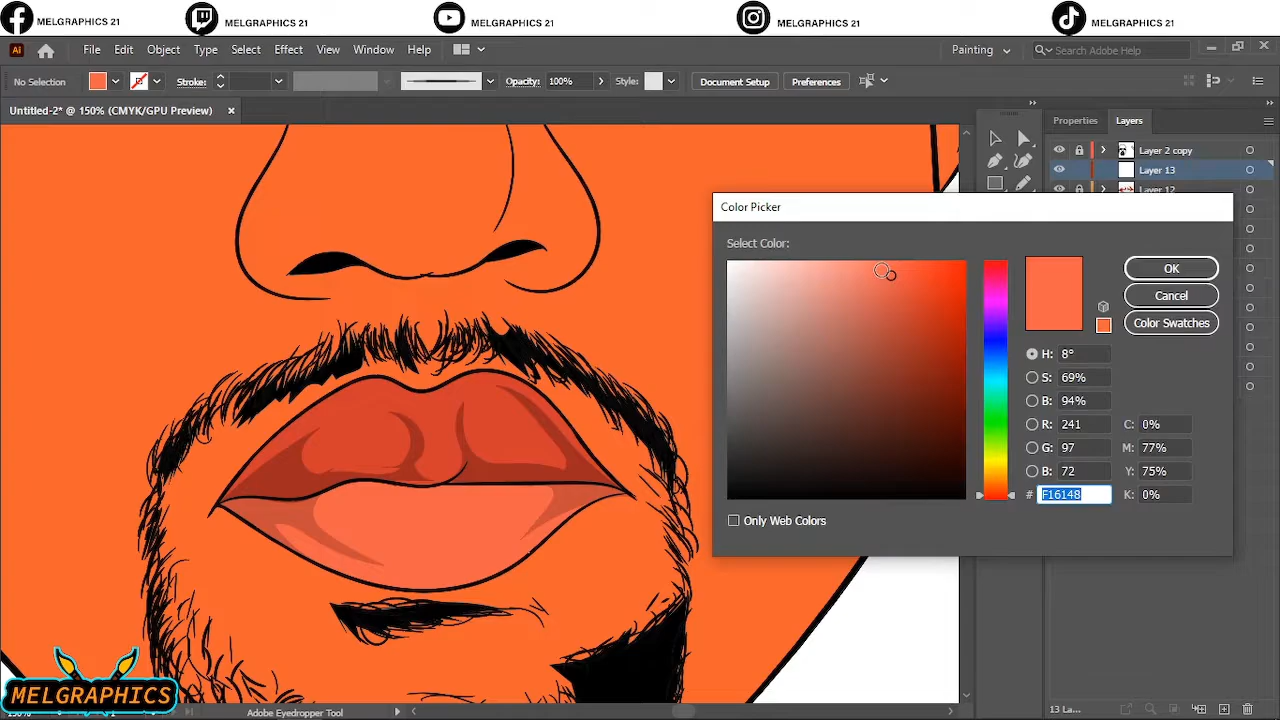 MELGRAPHICS 21 MELGRAPHICS 21 MELGRAPHICS 21 MELGRAPHICS 21 MELGRAPHICS 21
Ai File Edit Object Type Select Effect View Window Help Painting Search Adobe Help
No Selection Stroke: Opacity: 100% Style: Document Setup Preferences
Untitled-2* @ 150% (CMYK/GPU Preview) ×
Properties Layers
Layer 2 copy
Layer 13
Layer 12
Color Picker
Select Color:
OK
Cancel
Color Swatches
H: 8°
S: 69%
B: 94%
R: 241 C: 0%
G: 97 M: 77%
B: 72 Y: 75%
# F16148 K: 0%
Only Web Colors
MELGRAPHICS
Adobe Eyedropper Tool 13 La...